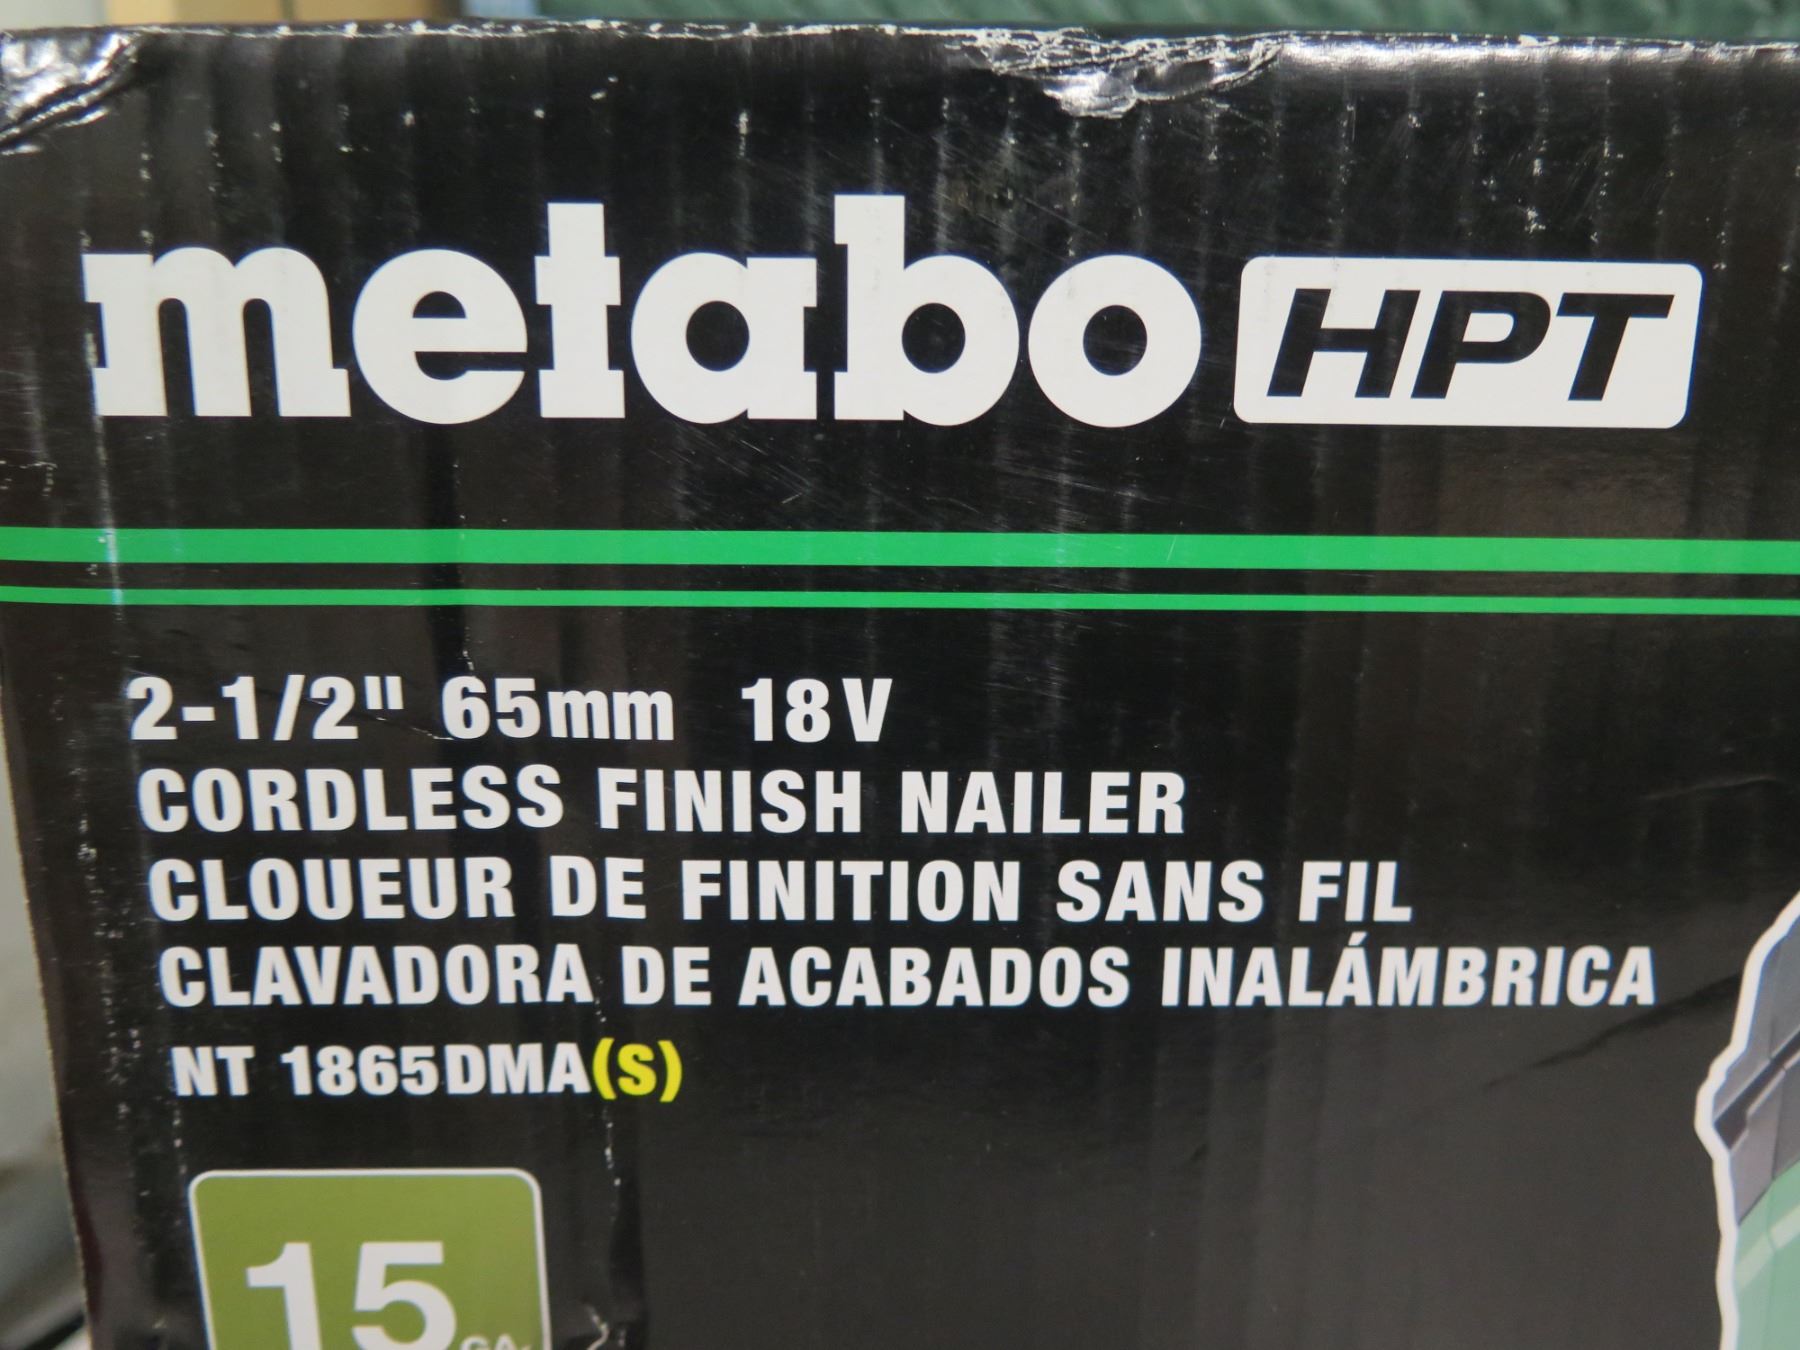 metabo HPT
2-1/2" 65mm 18V
CORDLESS FINISH NAILER
CLOUEUR DE FINITION SANS FIL
CLAVADORA DE ACABADOS INALÁMBRICA
NT 1865DMA(S)
15 GA.